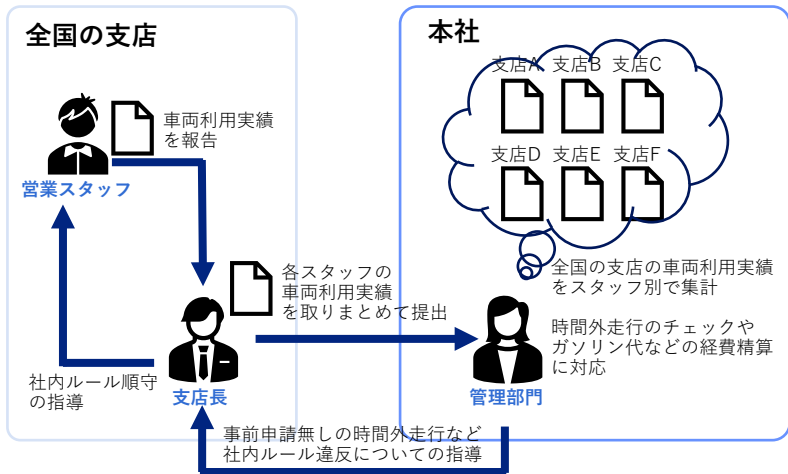 全国の支店
本社
支店A 支店B 支店C
支店D 支店E 支店F
車両利用実績
を報告
営業スタッフ
各スタッフの
車両利用実績
を取りまとめて提出
全国の支店の車両利用実績
をスタッフ別で集計
時間外走行のチェックや
ガソリン代などの経費精算
に対応
社内ルール順守
の指導
支店長
管理部門
事前申請無しの時間外走行など
社内ルール違反についての指導